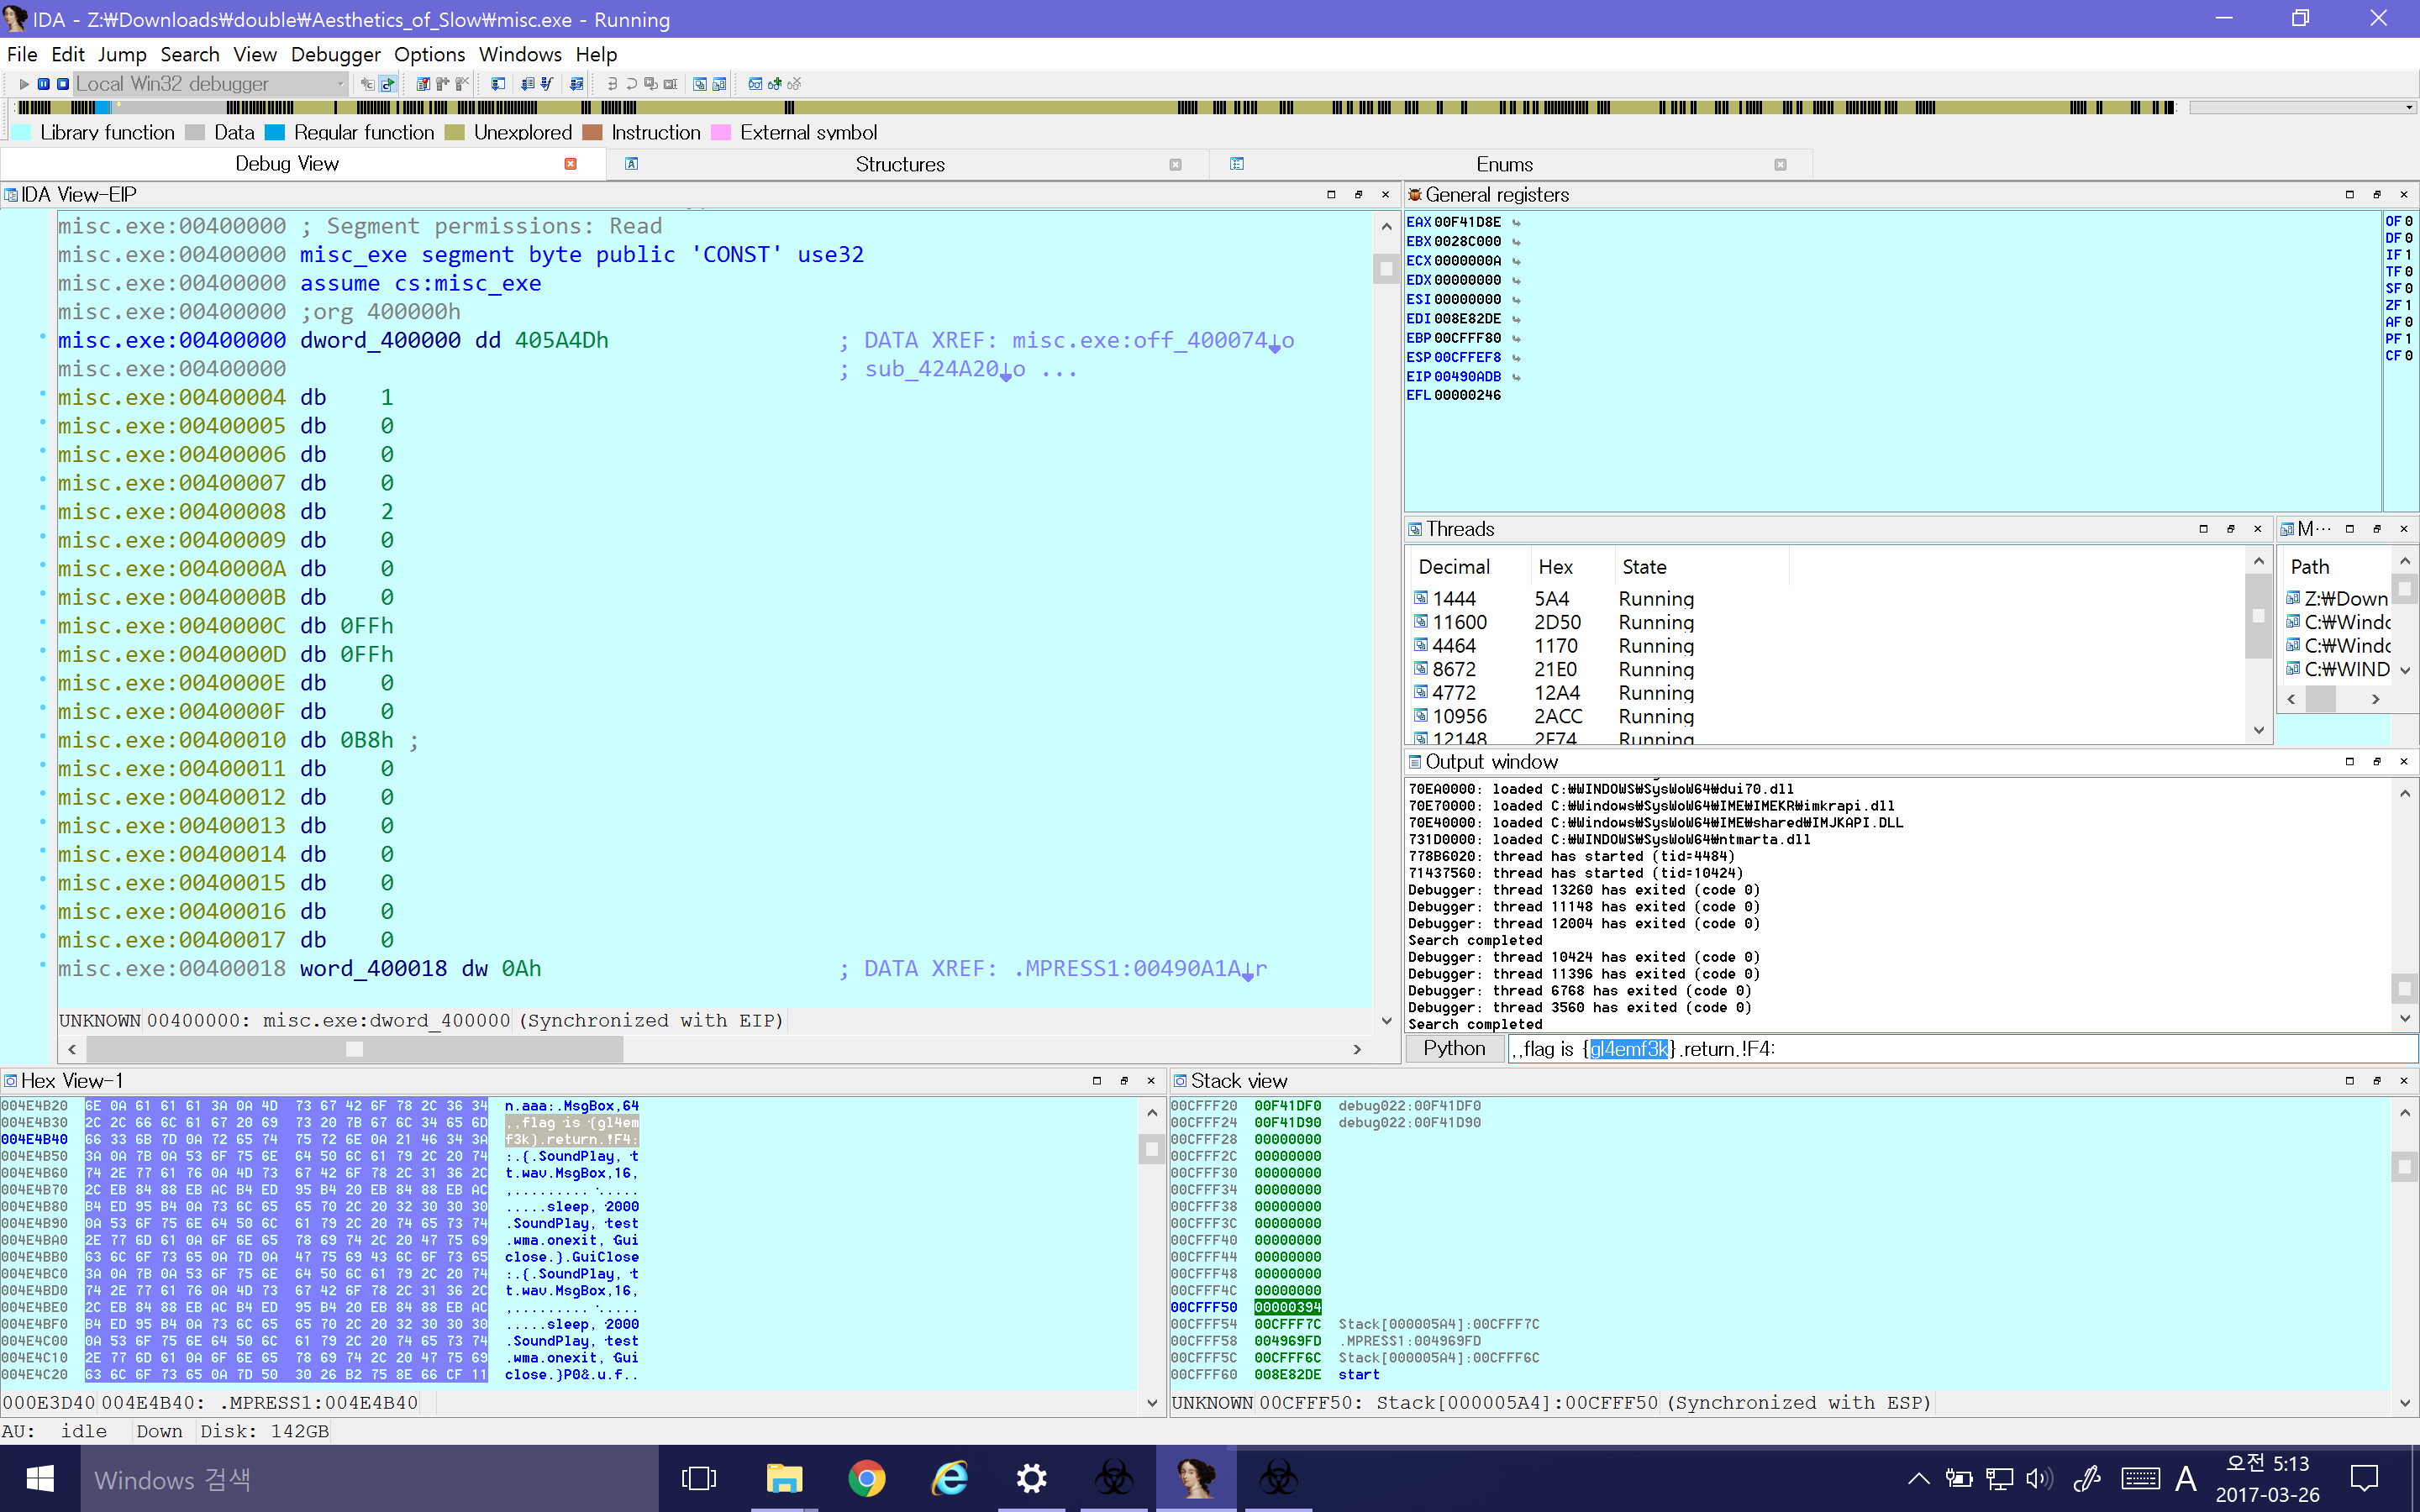 IDA - Z:₩Downloads₩double₩Aesthetics_of_Slow₩misc.exe - Running
File Edit Jump Search View Debugger Options Windows Help
Local Win32 debugger
Library function Data Regular function Unexplored Instruction External symbol
Debug View Structures Enums
IDA View-EIP
misc.exe:00400000 ; Segment permissions: Read
misc.exe:00400000 misc_exe segment byte public 'CONST' use32
misc.exe:00400000 assume cs:misc_exe
misc.exe:00400000 ;org 400000h
misc.exe:00400000 dword_400000 dd 405A4Dh ; DATA XREF: misc.exe:off_400074↓o
misc.exe:00400000 ; sub_424A20↓o ...
misc.exe:00400004 db 1
misc.exe:00400005 db 0
misc.exe:00400006 db 0
misc.exe:00400007 db 0
misc.exe:00400008 db 2
misc.exe:00400009 db 0
misc.exe:0040000A db 0
misc.exe:0040000B db 0
misc.exe:0040000C db 0FFh
misc.exe:0040000D db 0FFh
misc.exe:0040000E db 0
misc.exe:0040000F db 0
misc.exe:00400010 db 0B8h ;
misc.exe:00400011 db 0
misc.exe:00400012 db 0
misc.exe:00400013 db 0
misc.exe:00400014 db 0
misc.exe:00400015 db 0
misc.exe:00400016 db 0
misc.exe:00400017 db 0
misc.exe:00400018 word_400018 dw 0Ah ; DATA XREF: .MPRESS1:00490A1A↓r
UNKNOWN 00400000: misc.exe:dword_400000 (Synchronized with EIP)
General registers
EAX 00F41D8E
EBX 0028C000
ECX 0000000A
EDX 00000000
ESI 00000000
EDI 008E82DE
EBP 00CFFF80
ESP 00CFFEF8
EIP 00490ADB
EFL 00000246
OF 0
DF 0
IF 1
TF 0
SF 0
ZF 1
AF 0
PF 1
CF 0
Threads
Decimal Hex State
1444 5A4 Running
11600 2D50 Running
4464 1170 Running
8672 21E0 Running
4772 12A4 Running
10956 2ACC Running
12148 2F74 Running
M...
Path
Z:₩Down
C:₩Windc
C:₩Windc
C:₩WIND
Output window
70EA0000: loaded C:₩WINDOWS₩SysWoW64₩dui70.dll
70E70000: loaded C:₩Windows₩SysWoW64₩IME₩IMEKR₩imkrapi.dll
70E40000: loaded C:₩Windows₩SysWoW64₩IME₩shared₩IMJKAPI.DLL
731D0000: loaded C:₩WINDOWS₩SysWoW64₩ntmarta.dll
778B6020: thread has started (tid=4484)
71437560: thread has started (tid=10424)
Debugger: thread 13260 has exited (code 0)
Debugger: thread 11148 has exited (code 0)
Debugger: thread 12004 has exited (code 0)
Search completed
Debugger: thread 10424 has exited (code 0)
Debugger: thread 11396 has exited (code 0)
Debugger: thread 6768 has exited (code 0)
Debugger: thread 3560 has exited (code 0)
Search completed
Python ,,flag is {gl4emf3k}.return.!F4:
Hex View-1
004E4B20 6E 0A 61 61 61 3A 0A 4D 73 67 42 6F 78 2C 36 34 n.aaa:.MsgBox,64
004E4B30 2C 2C 66 6C 61 67 20 69 73 20 7B 67 6C 34 65 6D ,,flag is {gl4em
004E4B40 66 33 6B 7D 0A 72 65 74 75 72 6E 0A 21 46 34 3A f3k}.return.!F4:
004E4B50 3A 0A 7B 0A 53 6F 75 6E 64 50 6C 61 79 2C 20 74 :.{.SoundPlay, t
004E4B60 74 2E 77 61 76 0A 4D 73 67 42 6F 78 2C 31 36 2C t.wav.MsgBox,16,
004E4B70 2C EB 84 88 EB AC B4 ED 95 B4 20 EB 84 88 EB AC ,......... .....
004E4B80 B4 ED 95 B4 0A 73 6C 65 65 70 2C 20 32 30 30 30 .....sleep, 2000
004E4B90 0A 53 6F 75 6E 64 50 6C 61 79 2C 20 74 65 73 74 .SoundPlay, test
004E4BA0 2E 77 6D 61 0A 6F 6E 65 78 69 74 2C 20 47 75 69 .wma.onexit, Gui
004E4BB0 63 6C 6F 73 65 0A 7D 0A 47 75 69 43 6C 6F 73 65 close.}.GuiClose
004E4BC0 3A 0A 7B 0A 53 6F 75 6E 64 50 6C 61 79 2C 20 74 :.{.SoundPlay, t
004E4BD0 74 2E 77 61 76 0A 4D 73 67 42 6F 78 2C 31 36 2C t.wav.MsgBox,16,
004E4BE0 2C EB 84 88 EB AC B4 ED 95 B4 20 EB 84 88 EB AC ,......... .....
004E4BF0 B4 ED 95 B4 0A 73 6C 65 65 70 2C 20 32 30 30 30 .....sleep, 2000
004E4C00 0A 53 6F 75 6E 64 50 6C 61 79 2C 20 74 65 73 74 .SoundPlay, test
004E4C10 2E 77 6D 61 0A 6F 6E 65 78 69 74 2C 20 47 75 69 .wma.onexit, Gui
004E4C20 63 6C 6F 73 65 0A 7D 50 30 26 B2 75 8E 66 CF 11 close.}P0&.u.f..
000E3D40 004E4B40: .MPRESS1:004E4B40
Stack view
00CFFF20 00F41DF0 debug022:00F41DF0
00CFFF24 00F41D90 debug022:00F41D90
00CFFF28 00000000
00CFFF2C 00000000
00CFFF30 00000000
00CFFF34 00000000
00CFFF38 00000000
00CFFF3C 00000000
00CFFF40 00000000
00CFFF44 00000000
00CFFF48 00000000
00CFFF4C 00000000
00CFFF50 00000394
00CFFF54 00CFFF7C Stack[000005A4]:00CFFF7C
00CFFF58 004969FD .MPRESS1:004969FD
00CFFF5C 00CFFF6C Stack[000005A4]:00CFFF6C
00CFFF60 008E82DE start
UNKNOWN 00CFFF50: Stack[000005A4]:00CFFF50 (Synchronized with ESP)
AU: idle Down Disk: 142GB
Windows 검색
A
오전 5:13
2017-03-26